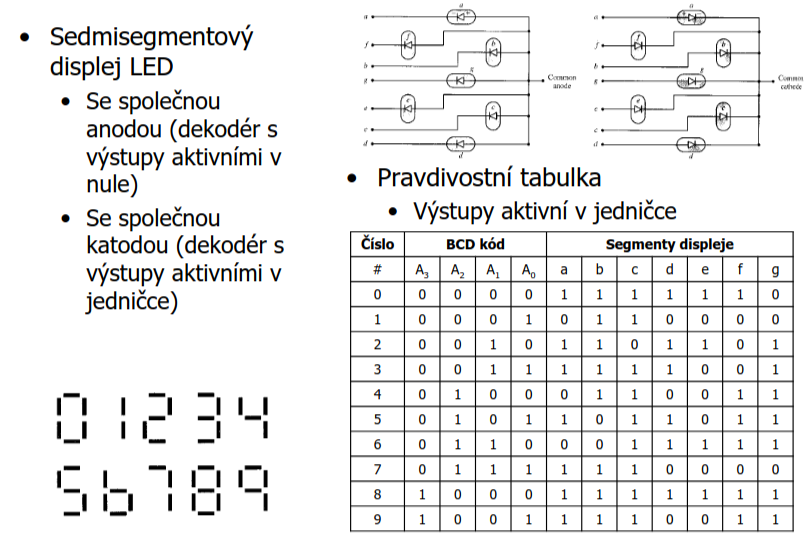 • Sedmisegmentový
displej LED
• Se společnou
anodou (dekodér s
výstupy aktivními v
nule)
• Se společnou
katodou (dekodér s
výstupy aktivními v
jedničce)
a
a
f
f
b
b
g
g
Common
anode
e
c
c
d
d
a
a
f
f
b
b
g
Common
cathode
e
e
c
c
d
d
• Pravdivostní tabulka
• Výstupy aktivní v jedničce
Číslo BCD kód Segmenty displeje
# A3 A2 A1 A0 a b c d e f g
0 0 0 0 0 1 1 1 1 1 1 0
1 0 0 0 1 0 1 1 0 0 0 0
2 0 0 1 0 1 1 0 1 1 0 1
3 0 0 1 1 1 1 1 1 0 0 1
4 0 1 0 0 0 1 1 0 0 1 1
5 0 1 0 1 1 0 1 1 0 1 1
6 0 1 1 0 0 0 1 1 1 1 1
7 0 1 1 1 1 1 1 0 0 0 0
8 1 0 0 0 1 1 1 1 1 1 1
9 1 0 0 1 1 1 1 0 0 1 1
0 1 2 3 4
5 6 7 8 9